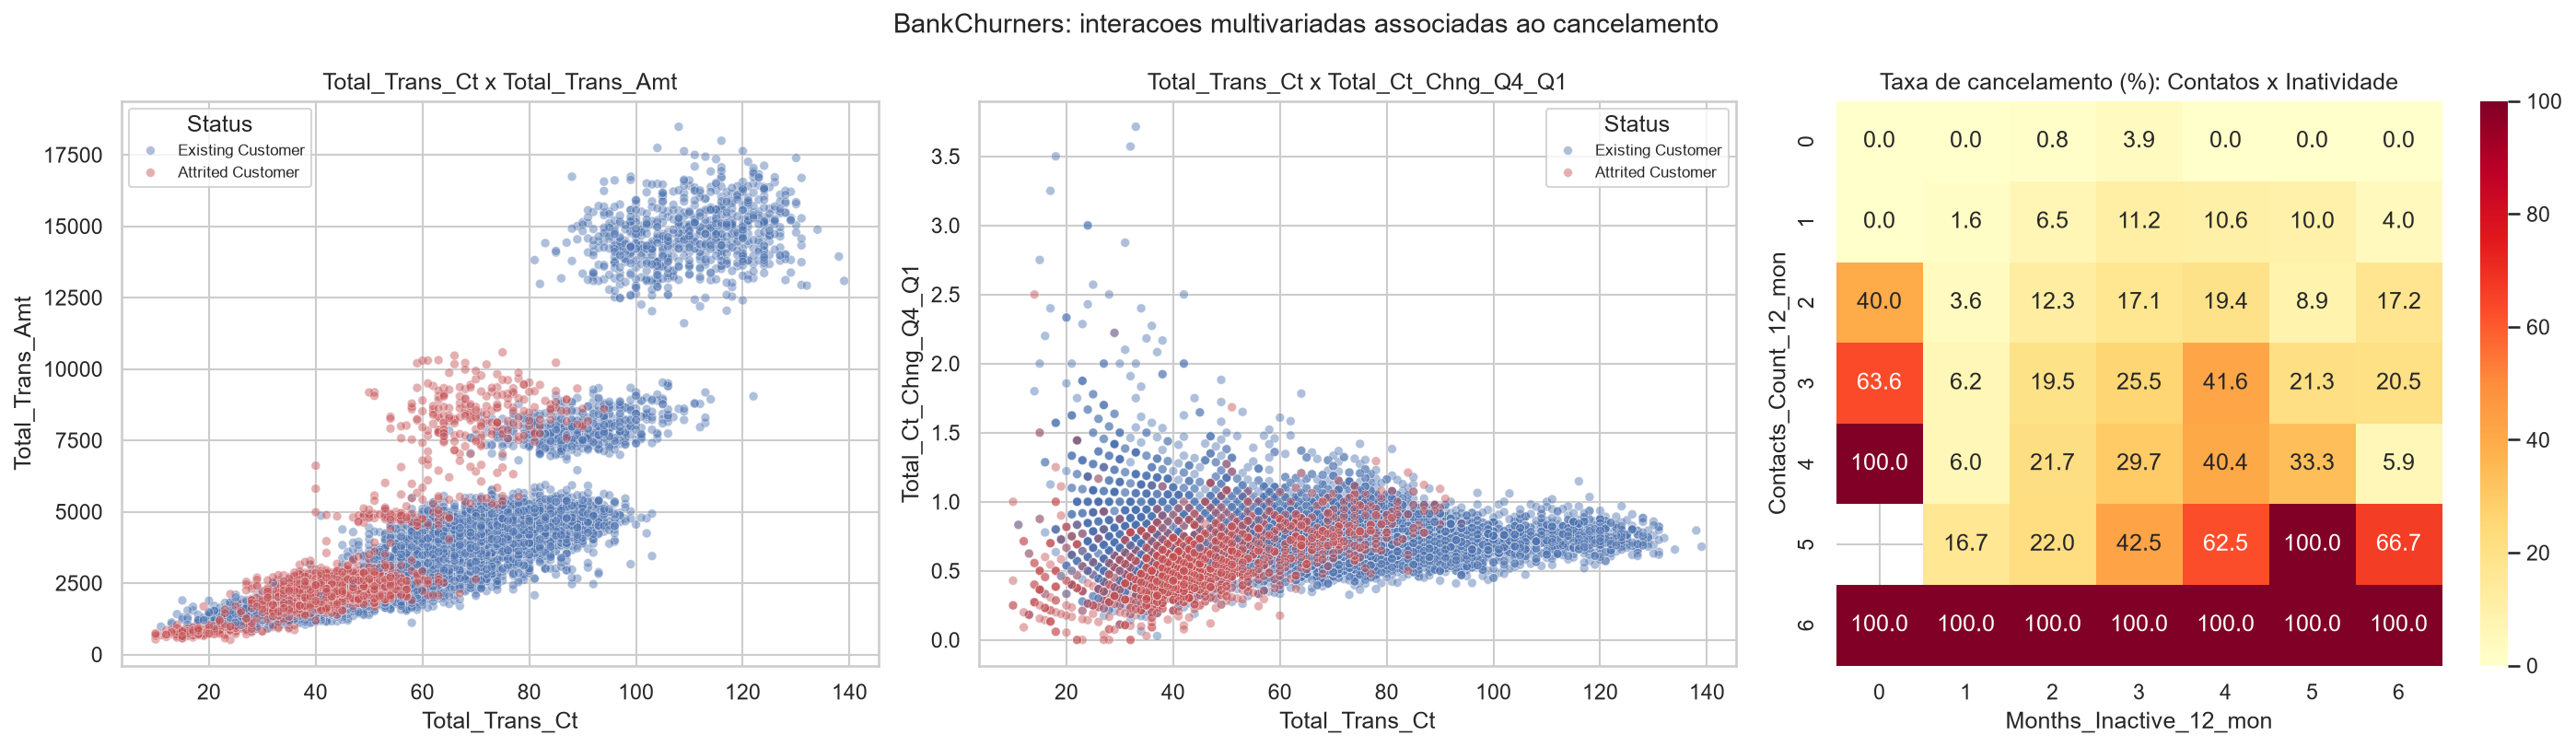 BankChurners: interacoes multivariadas associadas ao cancelamento
Total_Trans_Ct x Total_Trans_Amt
Status
Existing Customer
Attrited Customer
Total_Trans_Amt
17500
15000
12500
10000
7500
5000
2500
0
20 40 60 80 100 120 140
Total_Trans_Ct
Total_Trans_Ct x Total_Ct_Chng_Q4_Q1
Status
Existing Customer
Attrited Customer
Total_Ct_Chng_Q4_Q1
3.5
3.0
2.5
2.0
1.5
1.0
0.5
0.0
20 40 60 80 100 120 140
Total_Trans_Ct
Taxa de cancelamento (%): Contatos x Inatividade
Contacts_Count_12_mon
0 0.0 0.0 0.8 3.9 0.0 0.0 0.0
1 0.0 1.6 6.5 11.2 10.6 10.0 4.0
2 40.0 3.6 12.3 17.1 19.4 8.9 17.2
3 63.6 6.2 19.5 25.5 41.6 21.3 20.5
4 100.0 6.0 21.7 29.7 40.4 33.3 5.9
5 16.7 22.0 42.5 62.5 100.0 66.7
6 100.0 100.0 100.0 100.0 100.0 100.0 100.0
0 1 2 3 4 5 6
Months_Inactive_12_mon
100
80
60
40
20
0